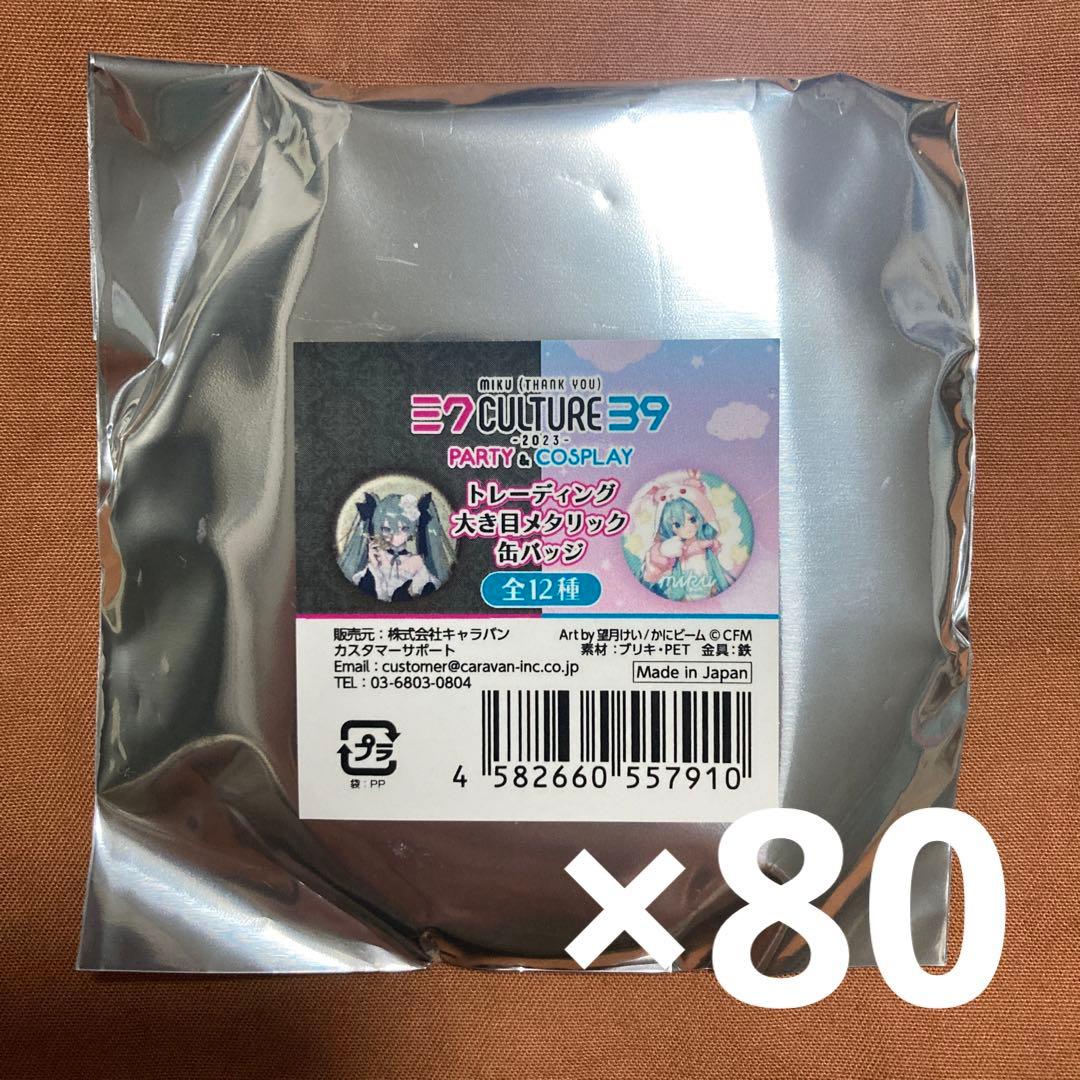 MIKU (THANK YOU)
ミクCULTURE39
-2023-
PARTY & COSPLAY
トレーディング
大き目メタリック
缶バッジ
全12種
miku
販売元：株式会社キャラバン
カスタマーサポート
Email：customer@caravan-inc.co.jp
TEL：03-6803-0804
Art by 望月けい/かにビーム © CFM
素材：ブリキ・PET 金具：鉄
Made in Japan
プラ
袋：PP
4 582660 557910
×80